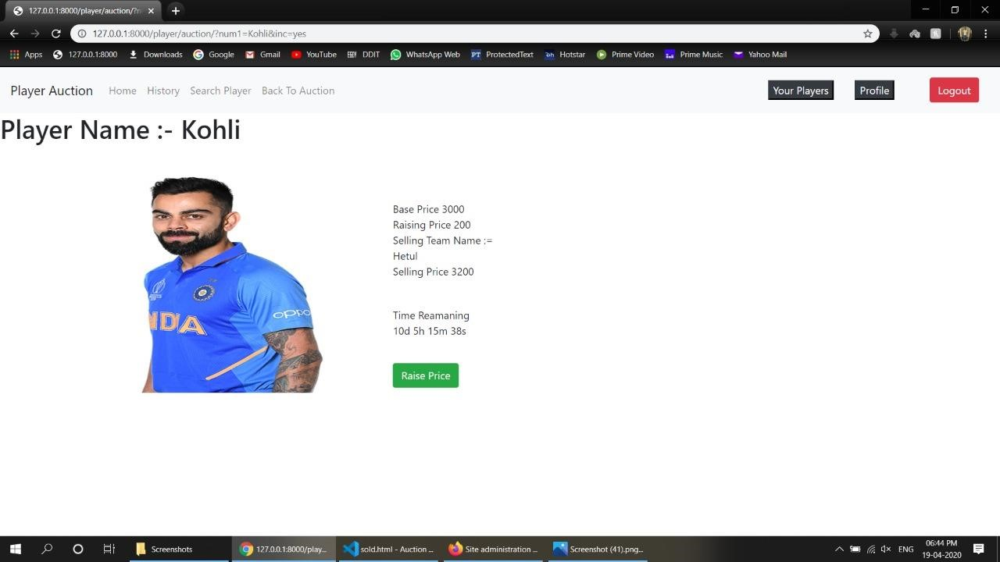 127.0.0.1:8000/player/auction/?n
127.0.0.1:8000/player/auction/?num1=Kohli&inc=yes
Apps 127.0.0.1:8000 Downloads Google Gmail YouTube DDIT WhatsApp Web PT ProtectedText Hotstar Prime Video Prime Music Yahoo Mail
Player Auction Home History Search Player Back To Auction Your Players Profile Logout
Player Name :- Kohli
Base Price 3000
Raising Price 200
Selling Team Name :=
Hetul
Selling Price 3200
oppo
NDIA
Time Reamaning
10d 5h 15m 38s
Raise Price
Screenshots 127.0.0.1:8000/play... sold.html - Auction ... Site administration ... Screenshot (41).png... ENG 06:44 PM
19-04-2020